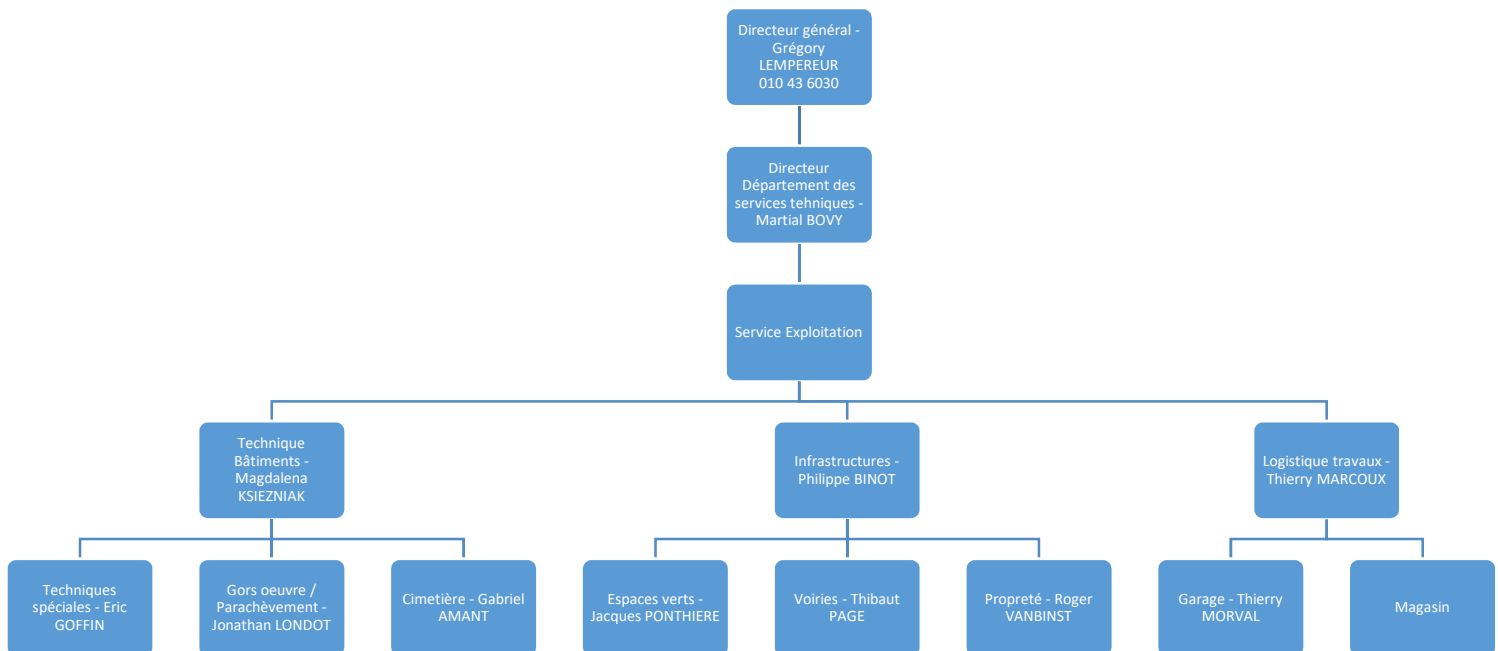 Directeur général -
Grégory
LEMPEREUR
010 43 6030
Directeur
Département des
services tehniques -
Martial BOVY
Service Exploitation
Technique
Bâtiments -
Magdalena
KSIEZNIAK
Infrastructures -
Philippe BINOT
Logistique travaux -
Thierry MARCOUX
Techniques
spéciales - Eric
GOFFIN
Gors oeuvre /
Parachèvement -
Jonathan LONDOT
Cimetière - Gabriel
AMANT
Espaces verts -
Jacques PONTHIERE
Voiries - Thibaut
PAGE
Propreté - Roger
VANBINST
Garage - Thierry
MORVAL
Magasin